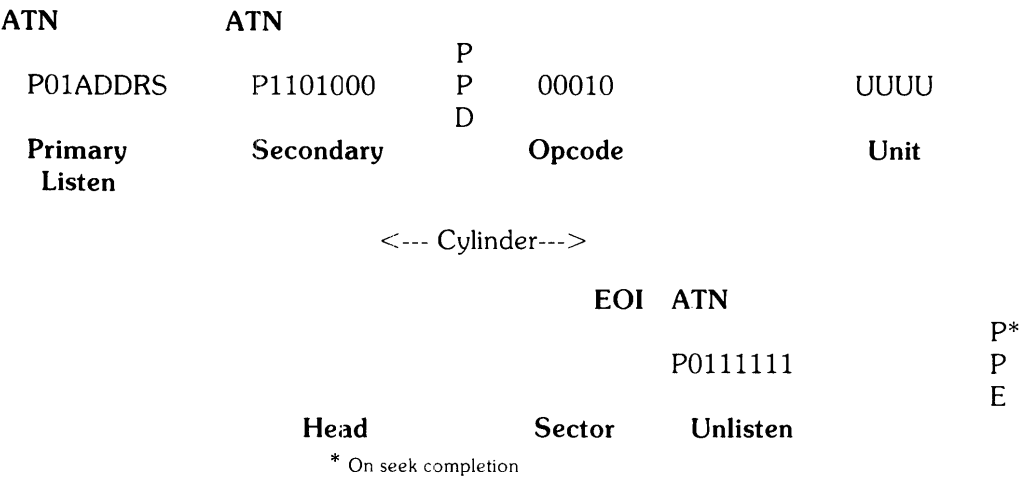 ATN ATN
P
P01ADDRS P1101000 P 00010 UUUU
D
Primary Secondary Opcode Unit
Listen
<--- Cylinder--->
EOI ATN
P*
P0111111 P
E
Head Sector Unlisten
* On seek completion